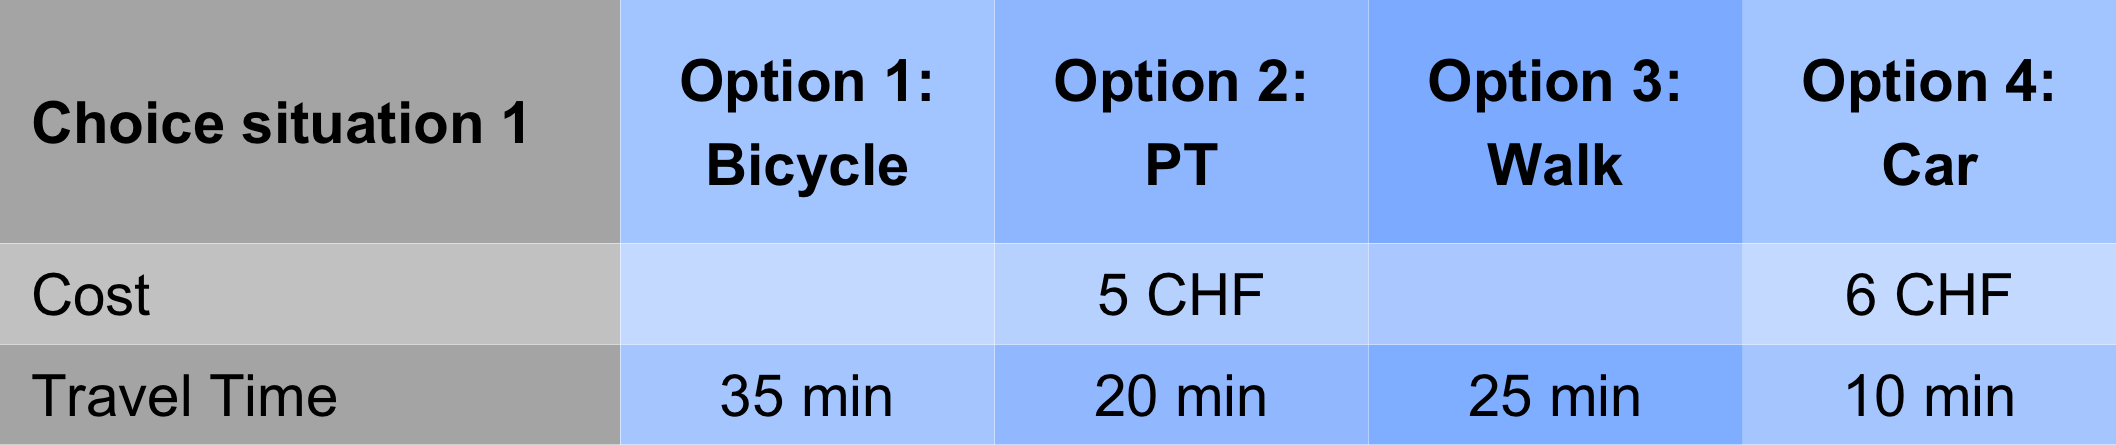 Choice situation 1
Option 1:
Bicycle
Option 2:
PT
Option 3:
Walk
Option 4:
Car
Cost
5 CHF
6 CHF
Travel Time
35 min
20 min
25 min
10 min